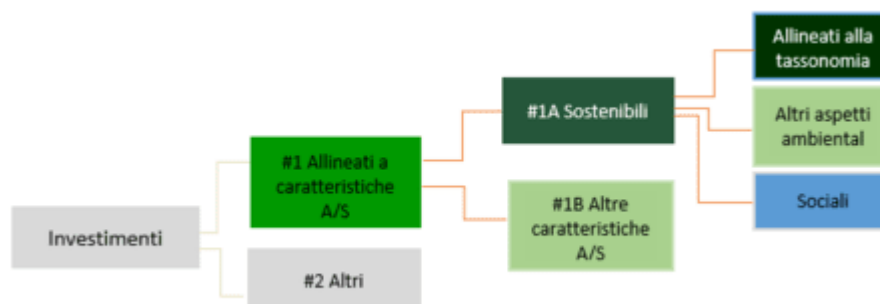 Investimenti
#1 Allineati a
caratteristiche
A/S
#2 Altri
#1A Sostenibili
#1B Altre
caratteristiche
A/S
Allineati alla
tassonomia
Altri aspetti
ambiental
Sociali